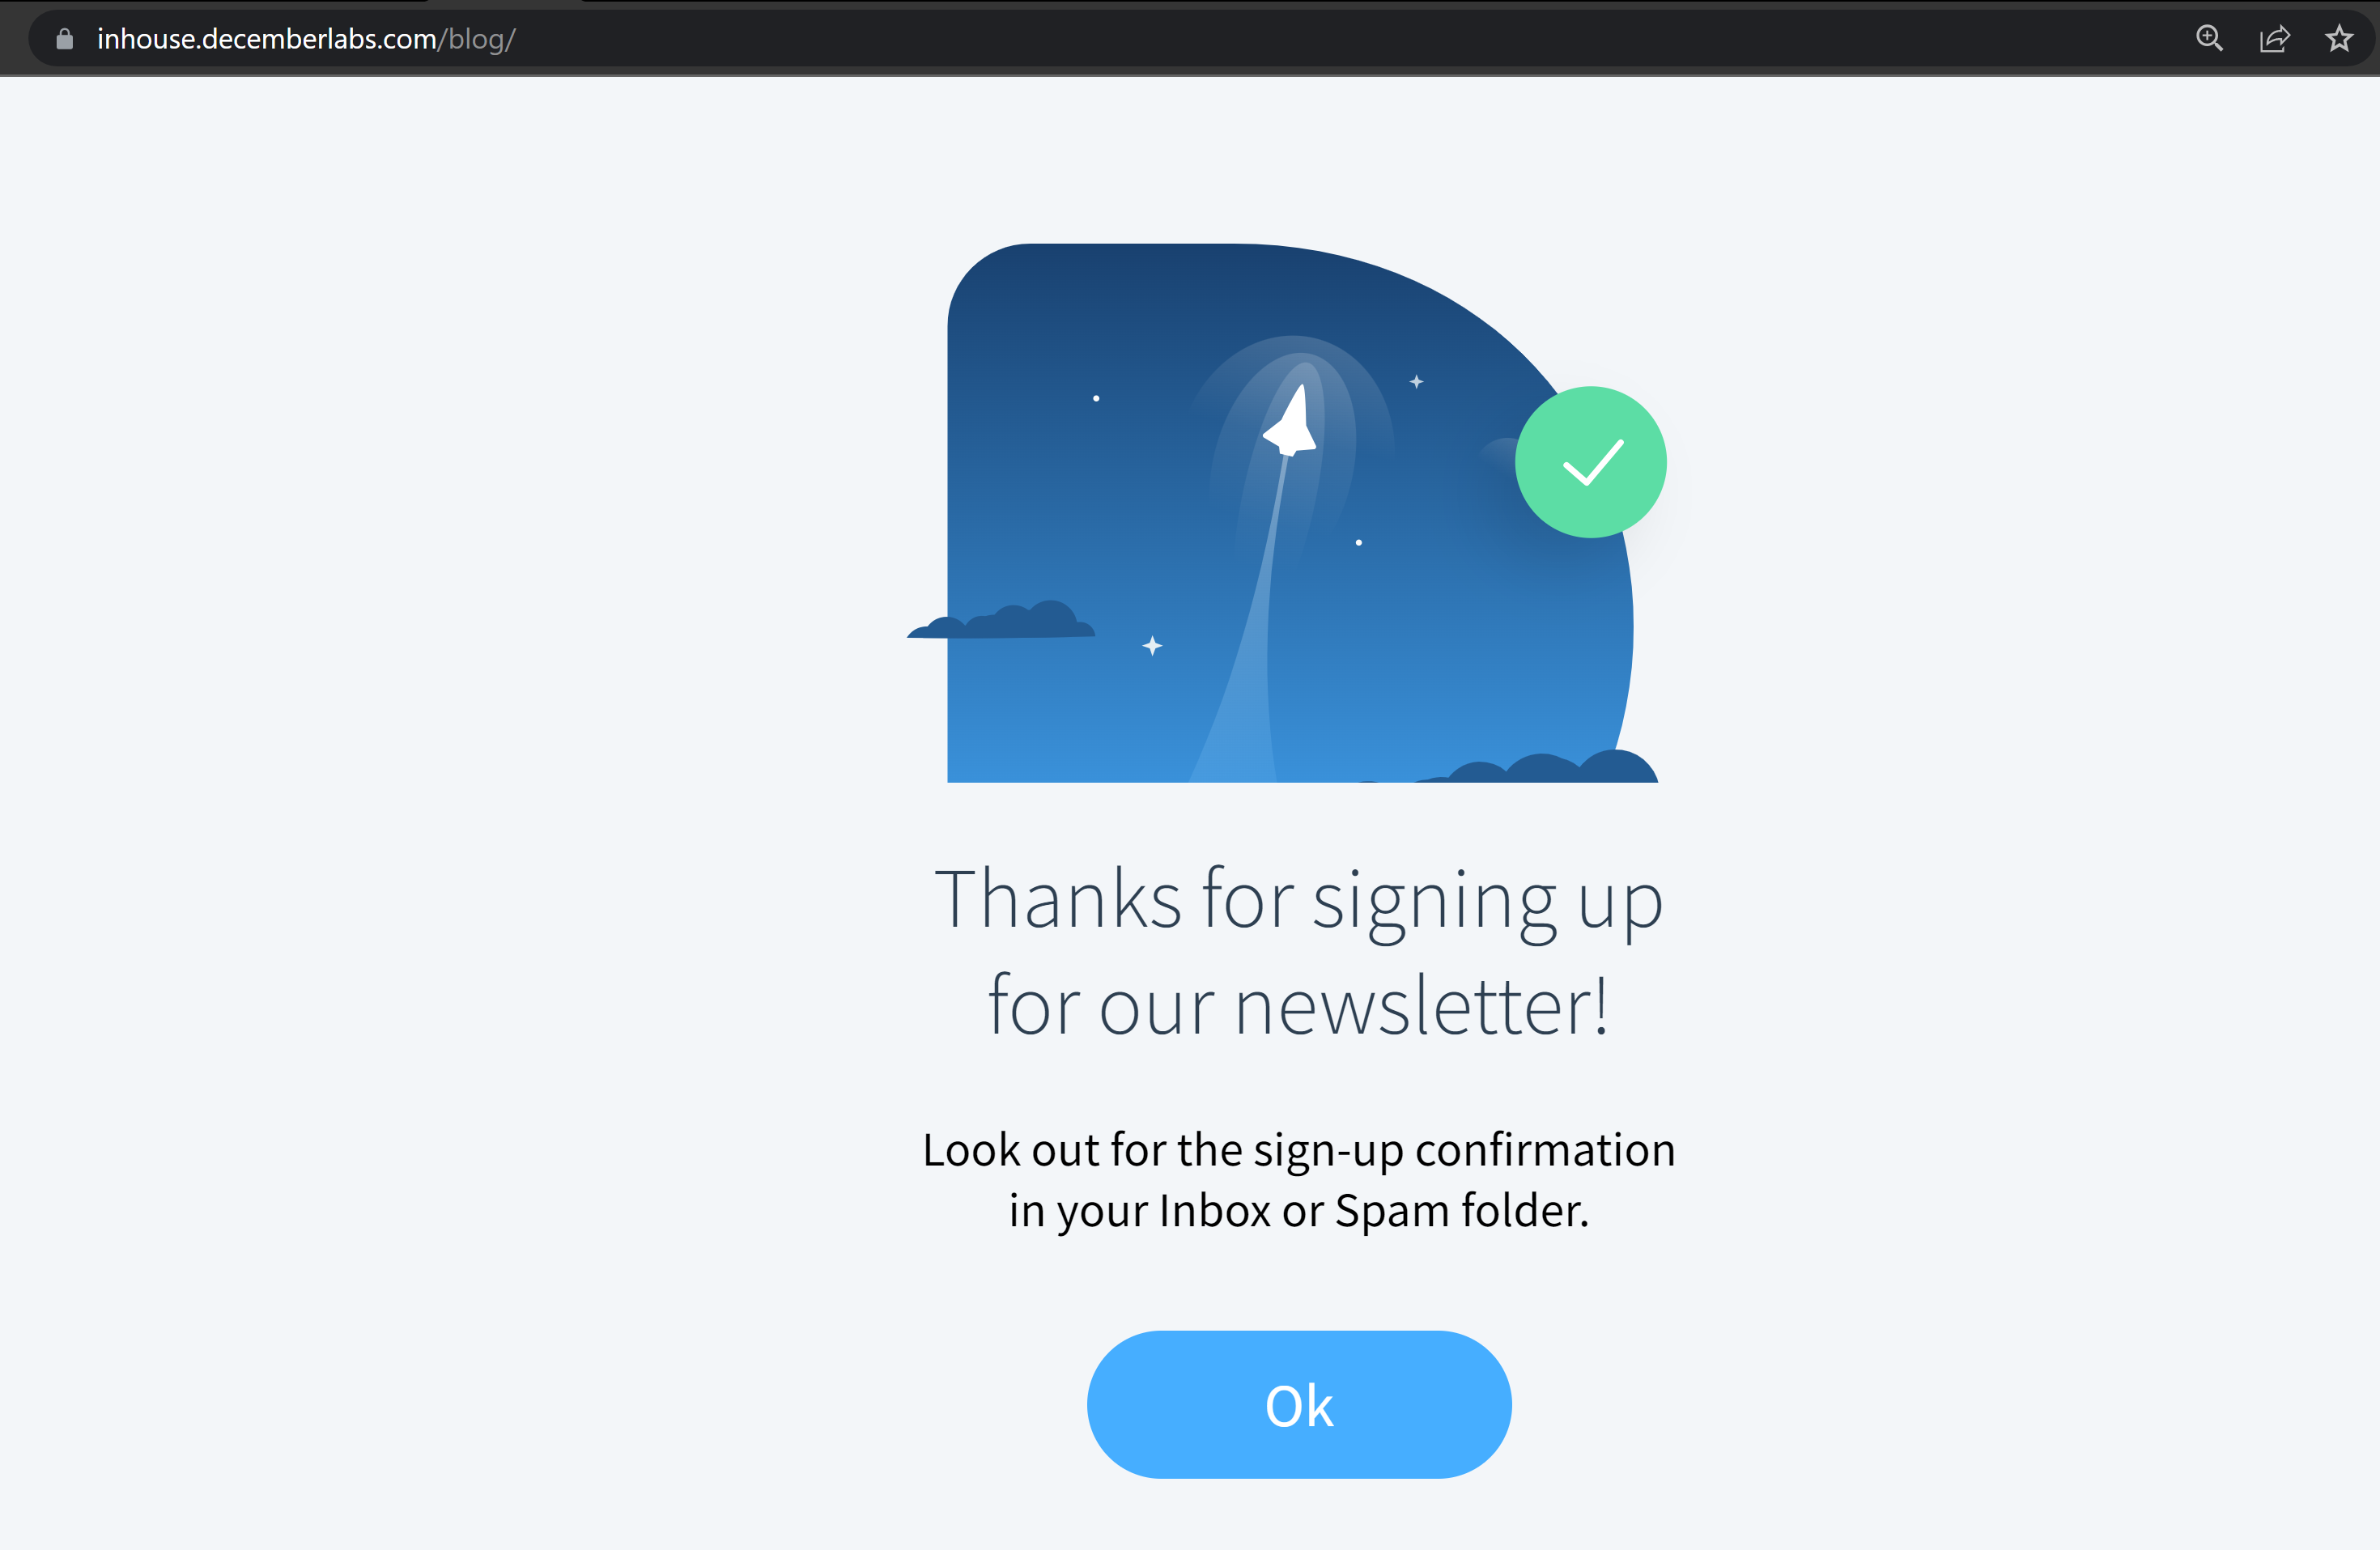 inhouse.decemberlabs.com/blog/
Thanks for signing up
for our newsletter!
Look out for the sign-up confirmation
in your Inbox or Spam folder.
Ok